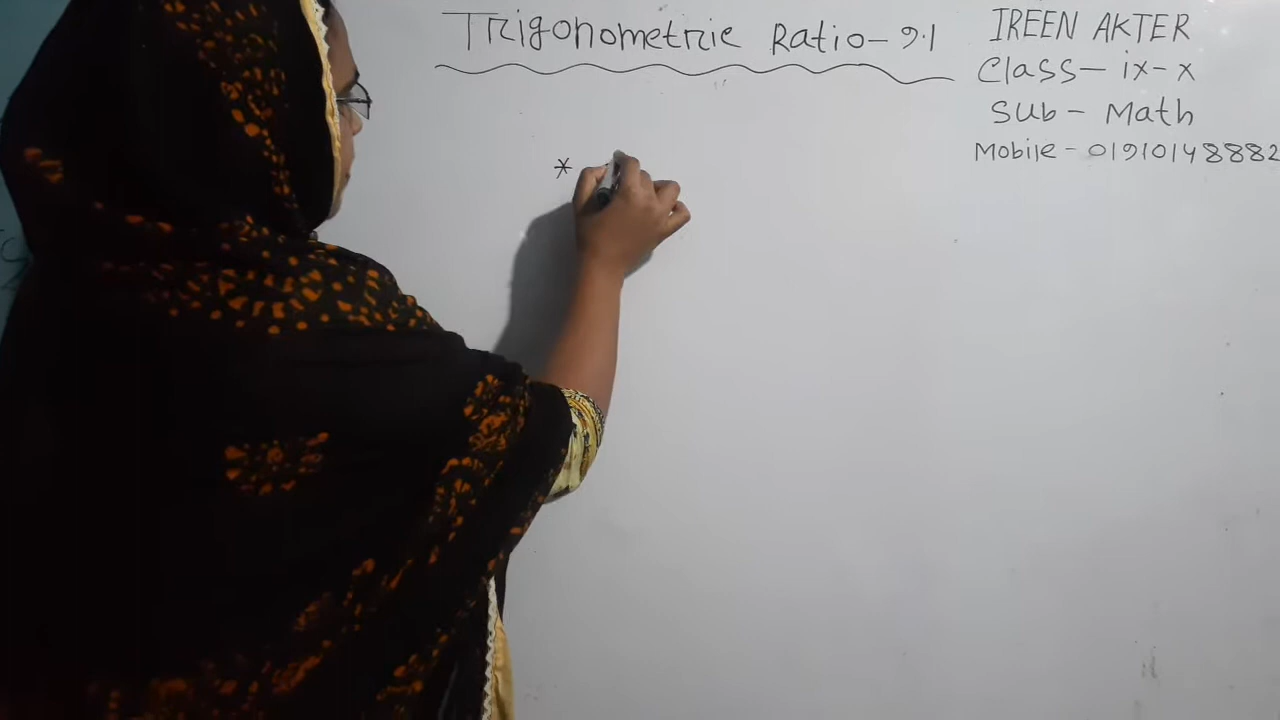 Trigonometric Ratio-9.1
IREEN AKTER
Class- ix-x
Sub - Math
Mobile - 01910148882
*